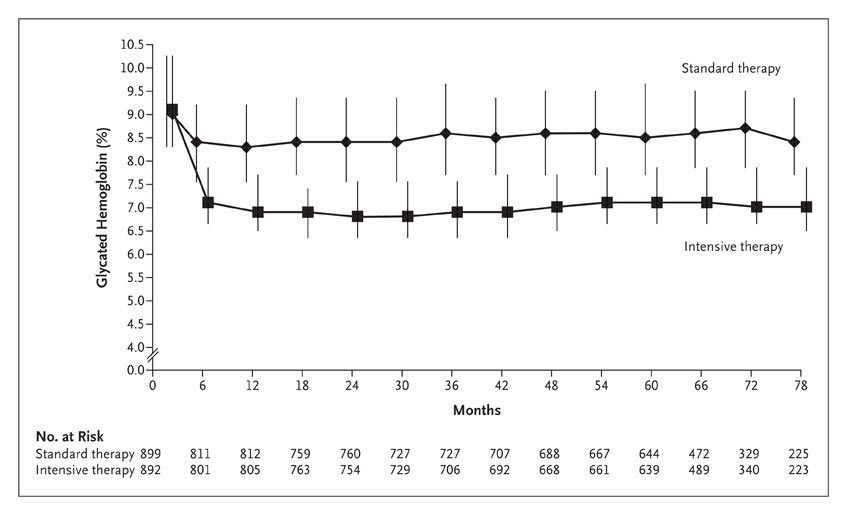 10.5
10.0
9.5
9.0
8.5
8.0
7.5
7.0
6.5
6.0
5.5
5.0
4.5
4.0
0.0
Glycated Hemoglobin (%)
Standard therapy
Intensive therapy
0 6 12 18 24 30 36 42 48 54 60 66 72 78
Months
No. at Risk
Standard therapy 899 811 812 759 760 727 727 707 688 667 644 472 329 225
Intensive therapy 892 801 805 763 754 729 706 692 668 661 639 489 340 223